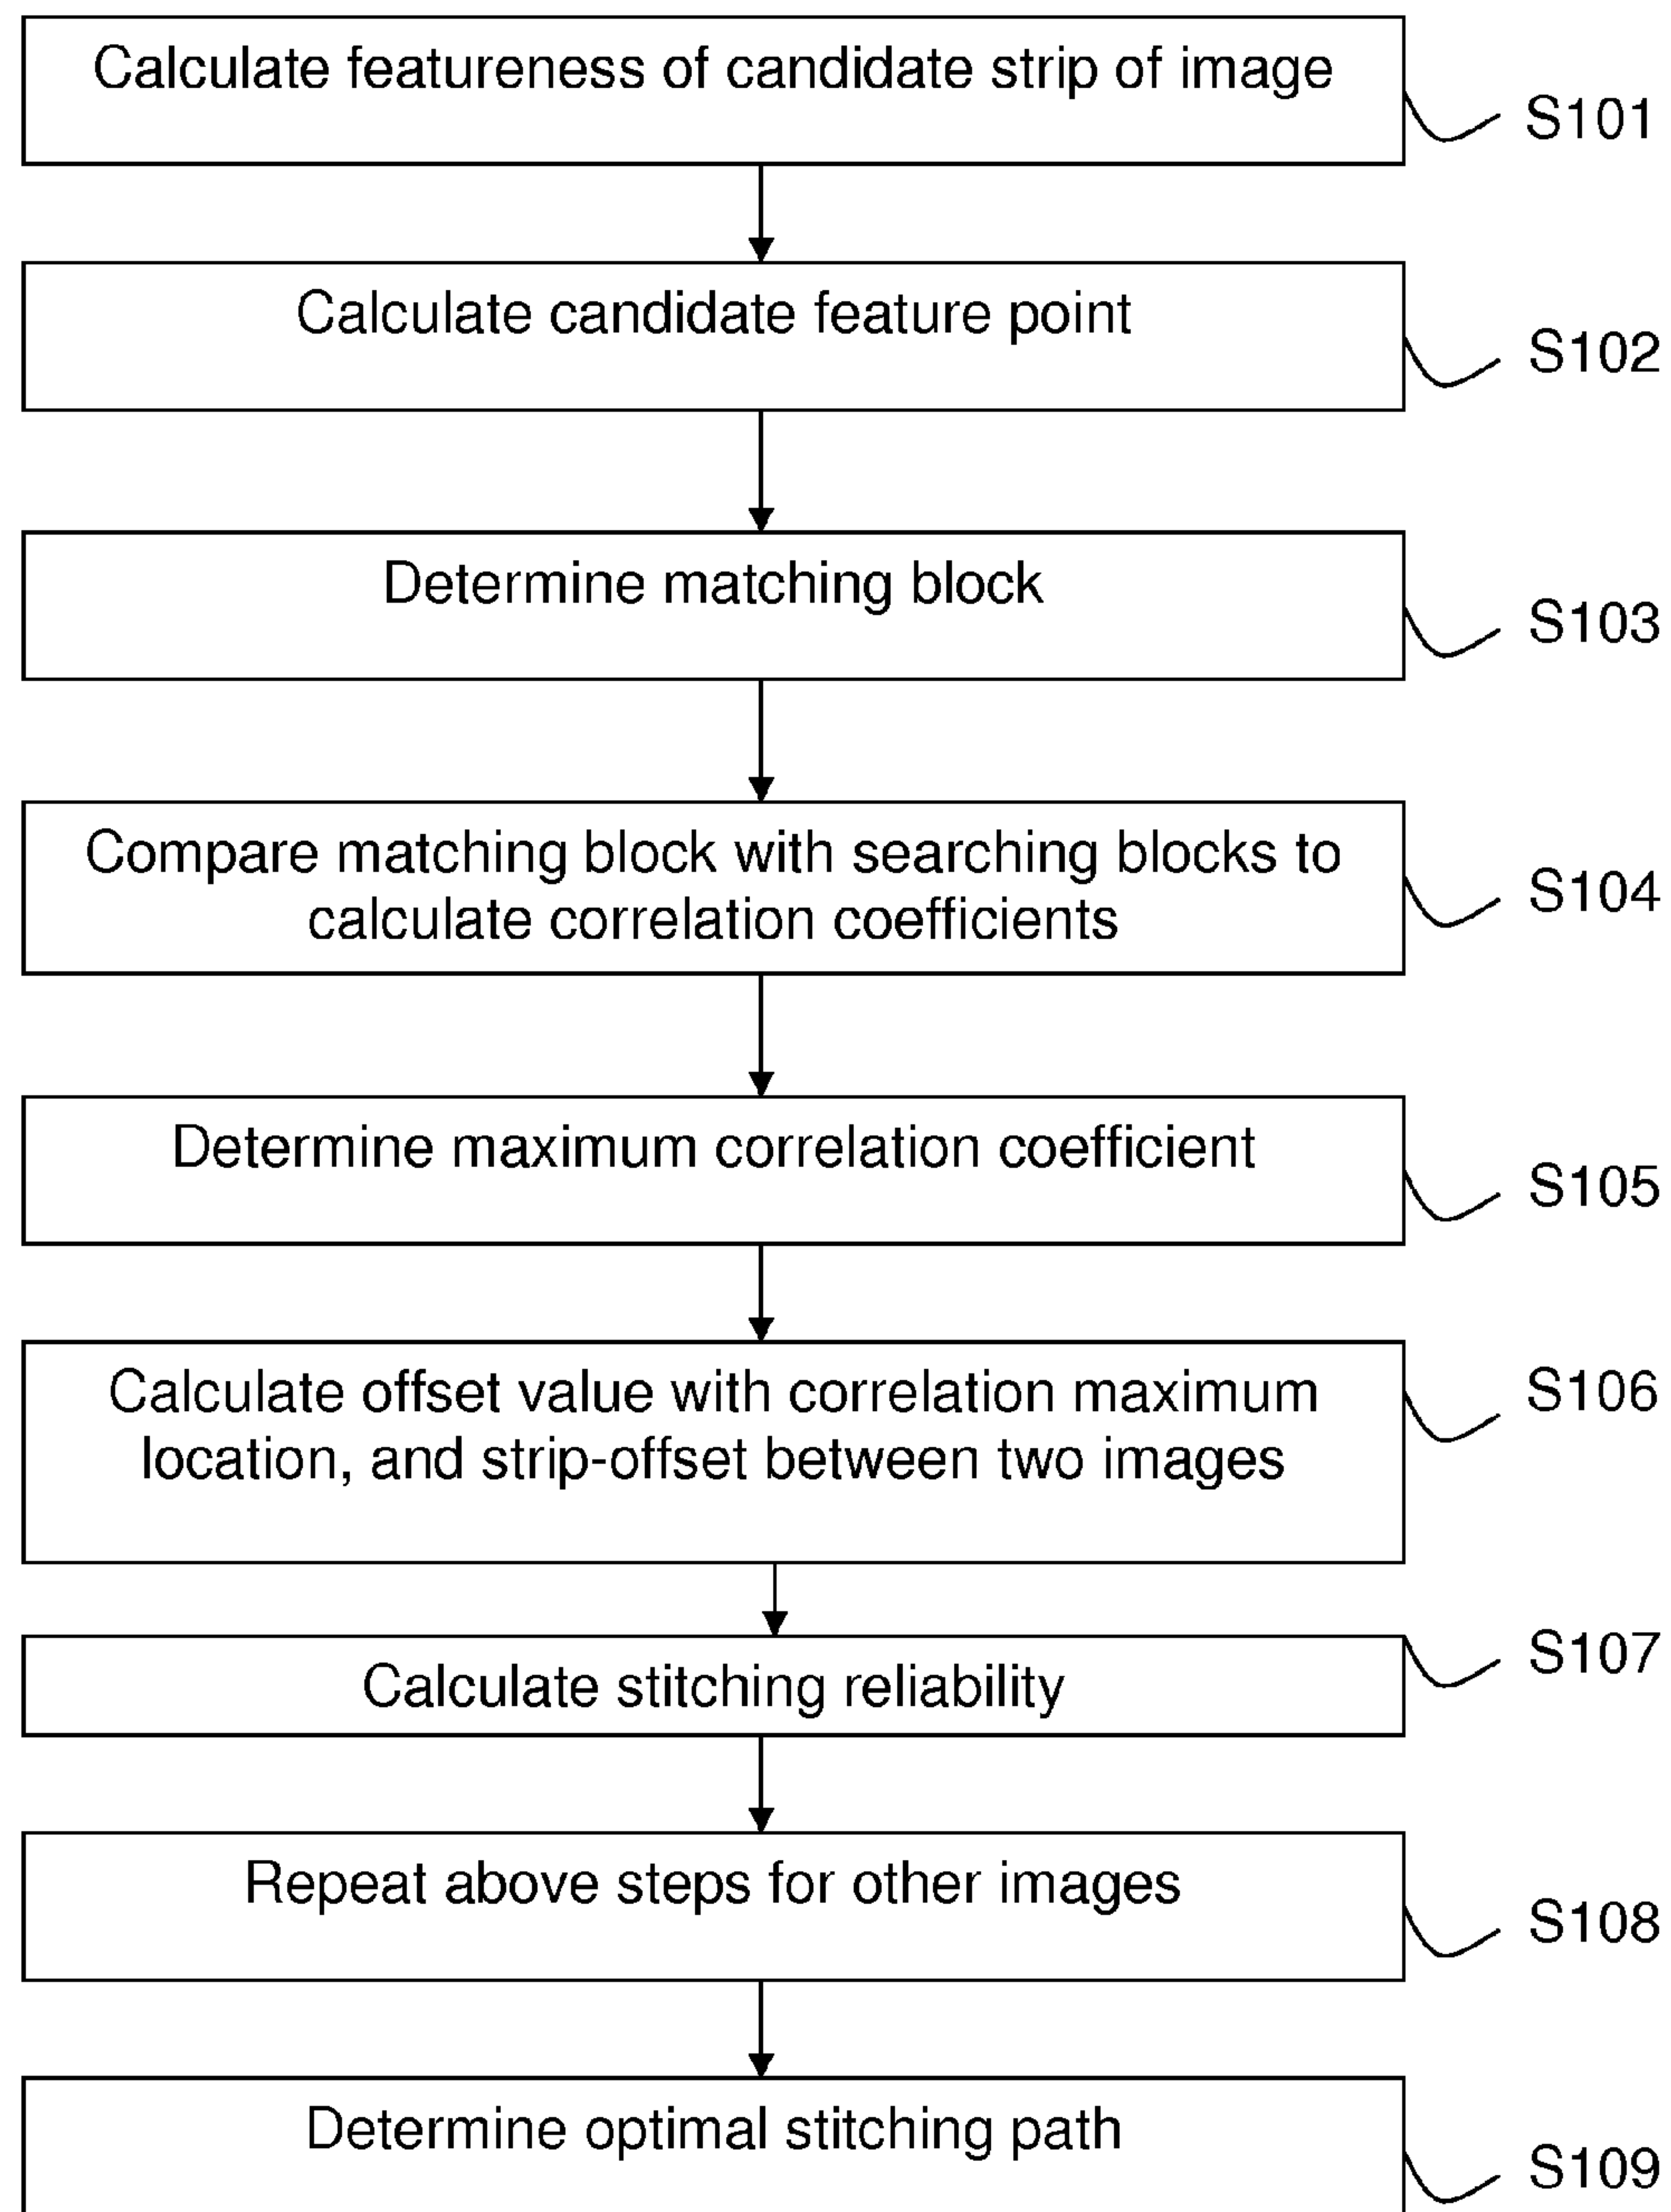 Calculate featureness of candidate strip of image
S101
Calculate candidate feature point
S102
Determine matching block
S103
Compare matching block with searching blocks to
calculate correlation coefficients
S104
Determine maximum correlation coefficient
S105
Calculate offset value with correlation maximum
location, and strip-offset between two images
S106
Calculate stitching reliability
S107
Repeat above steps for other images
S108
Determine optimal stitching path
S109